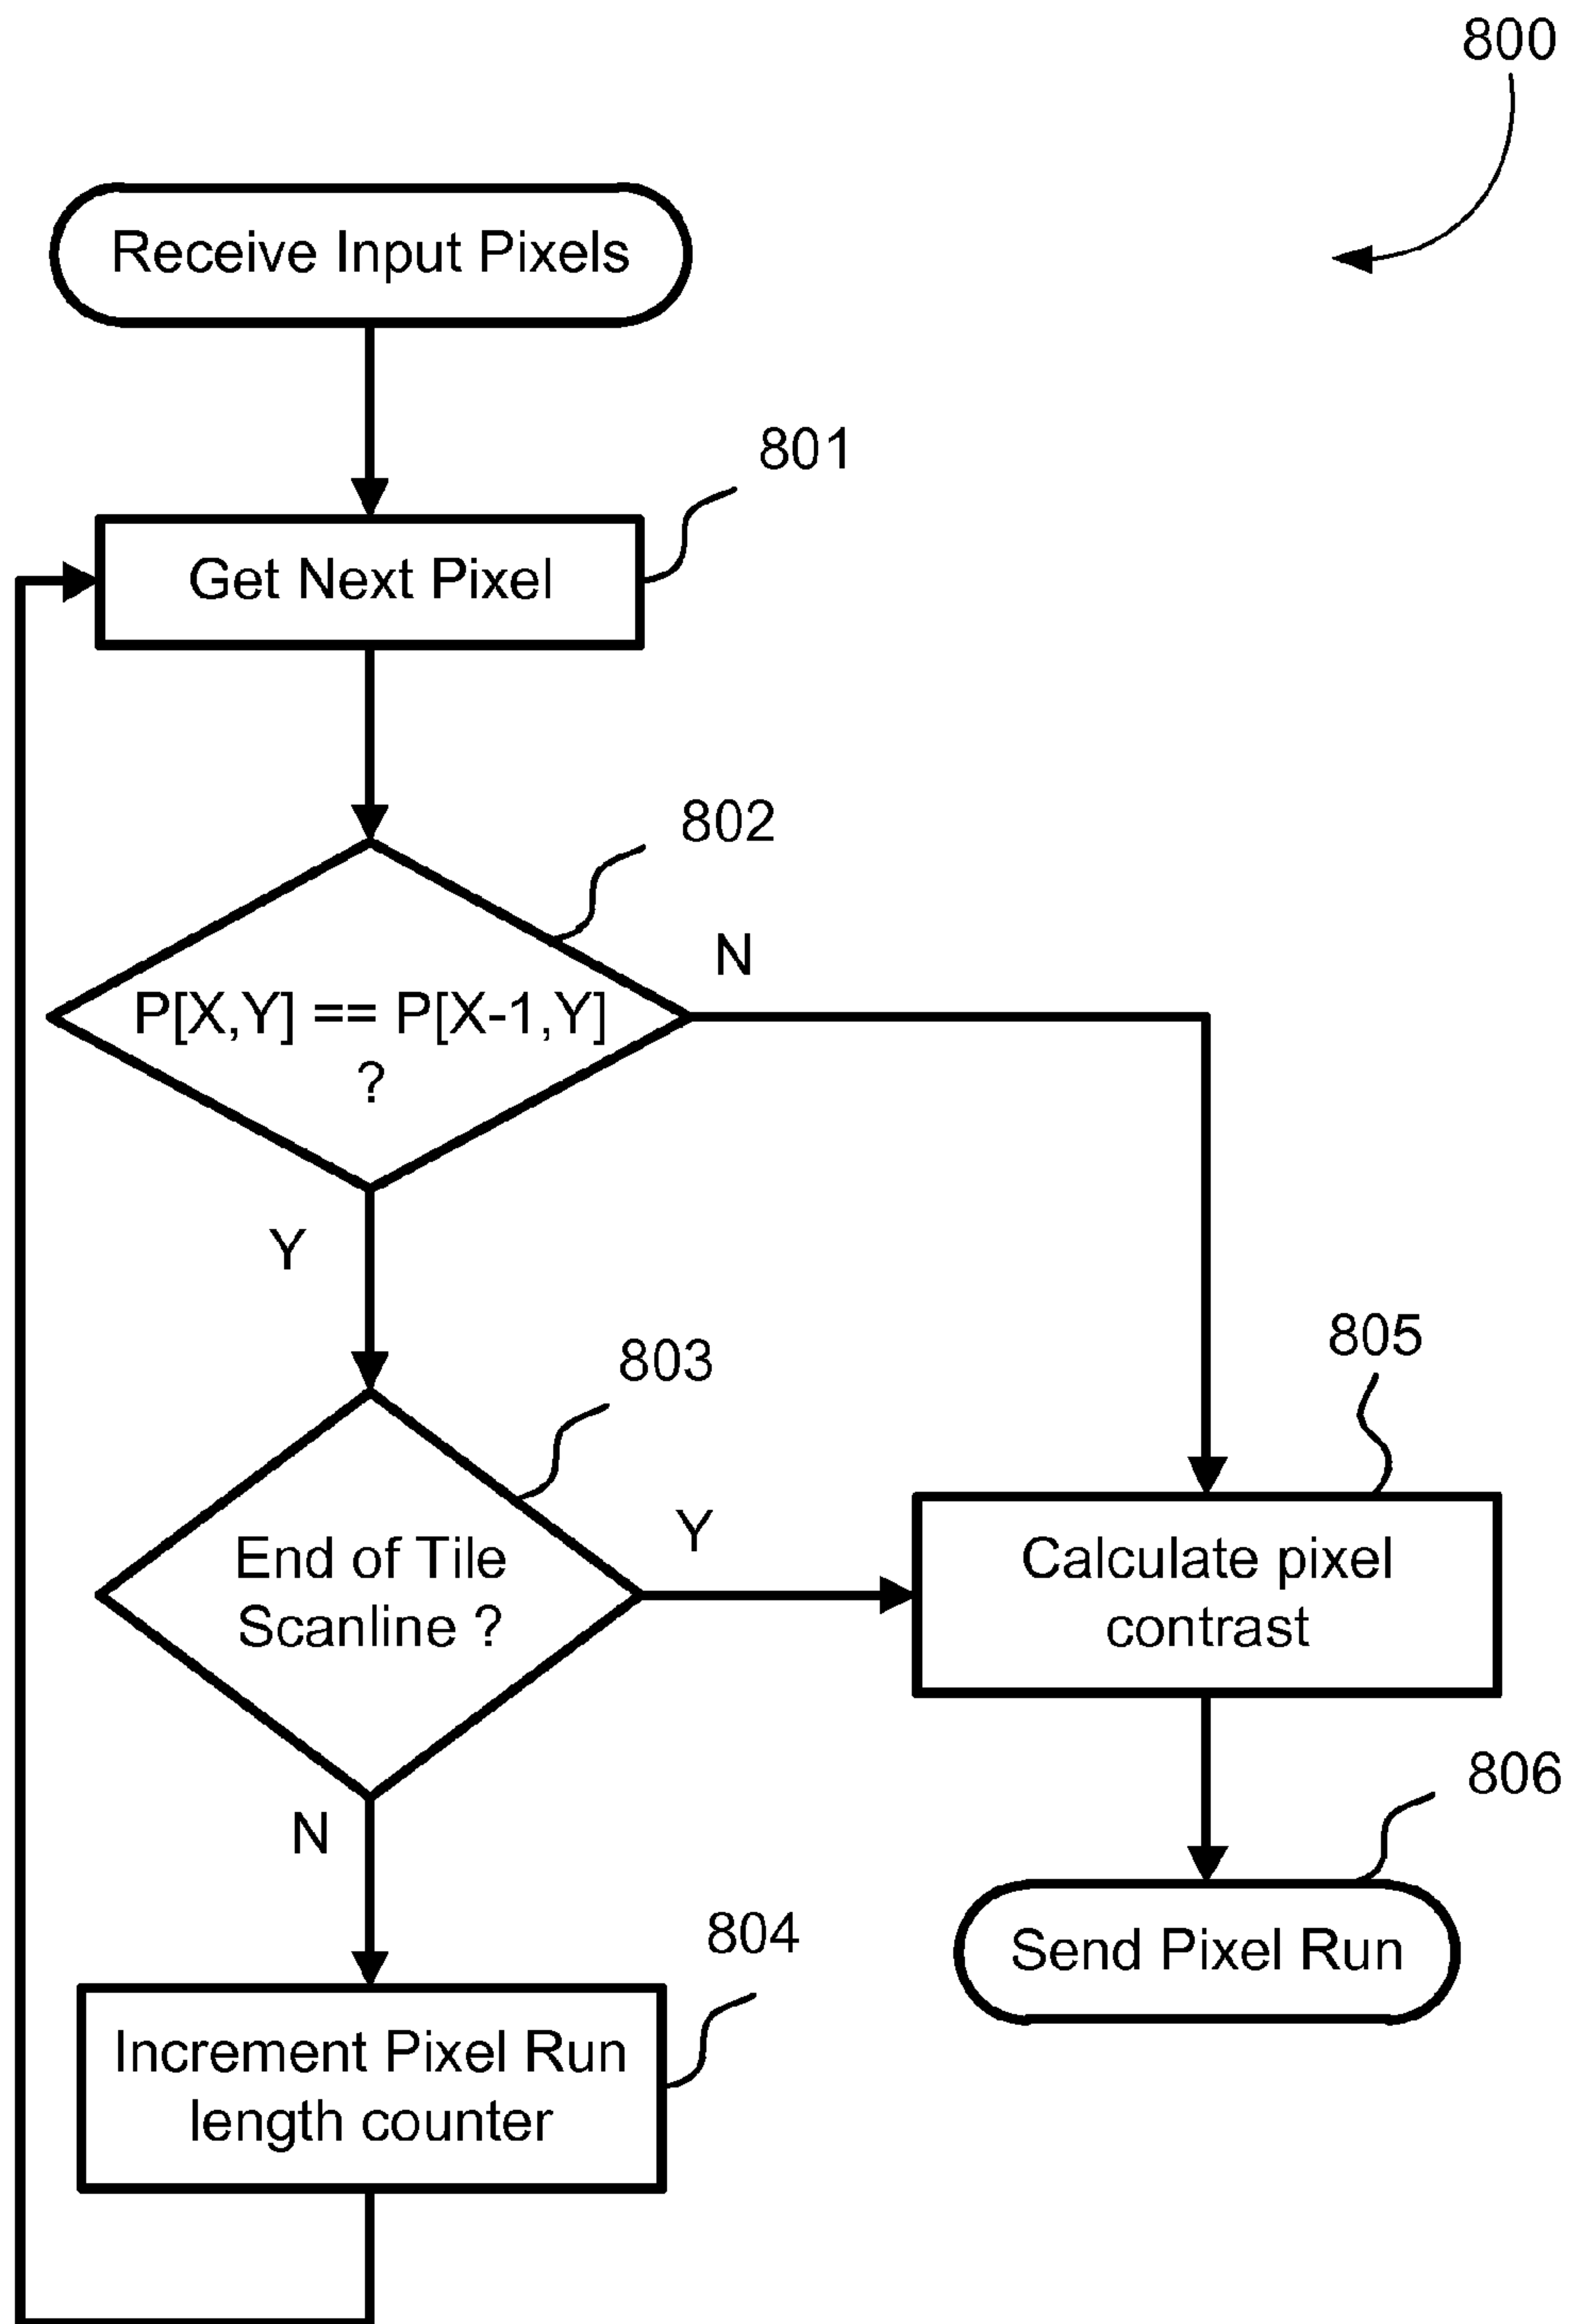 800
Receive Input Pixels
801
Get Next Pixel
802
N
P[X,Y] == P[X-1,Y]
?
Y
803
805
End of Tile
Scanline ?
Y
Calculate pixel
contrast
N
806
Send Pixel Run
804
Increment Pixel Run
length counter